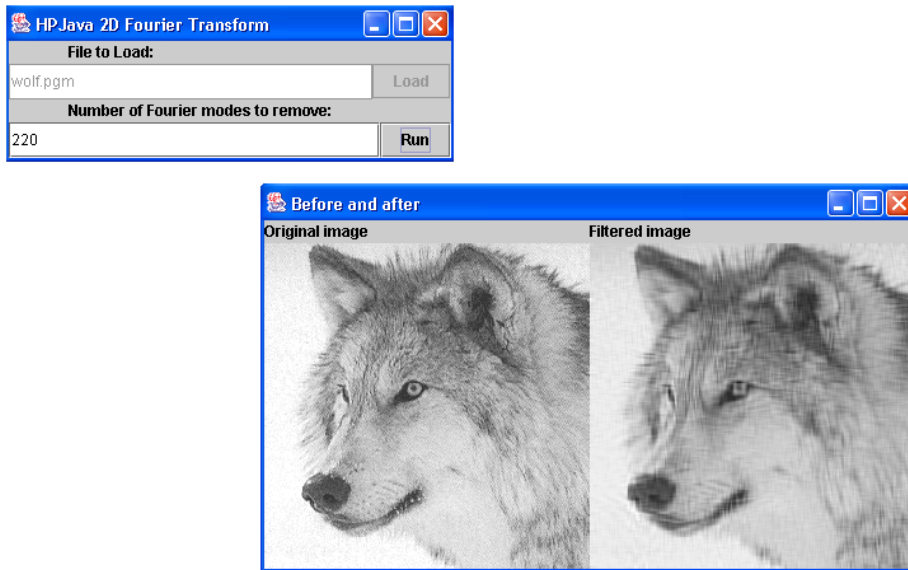 HPJava 2D Fourier Transform
File to Load:
wolf.pgm Load
Number of Fourier modes to remove:
220 Run
Before and after
Original image Filtered image